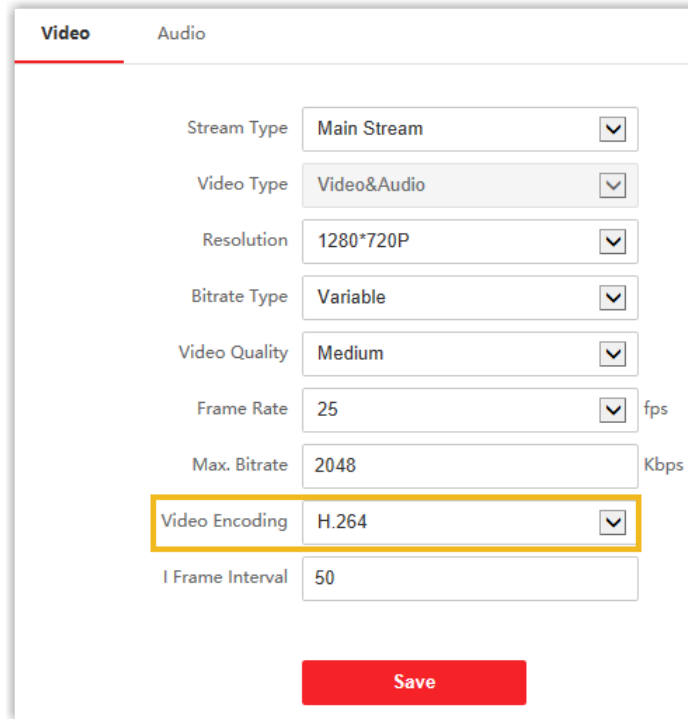 Video Audio
Stream Type Main Stream
Video Type Video&Audio
Resolution 1280*720P
Bitrate Type Variable
Video Quality Medium
Frame Rate 25 fps
Max. Bitrate 2048 Kbps
Video Encoding H.264
I Frame Interval 50
Save